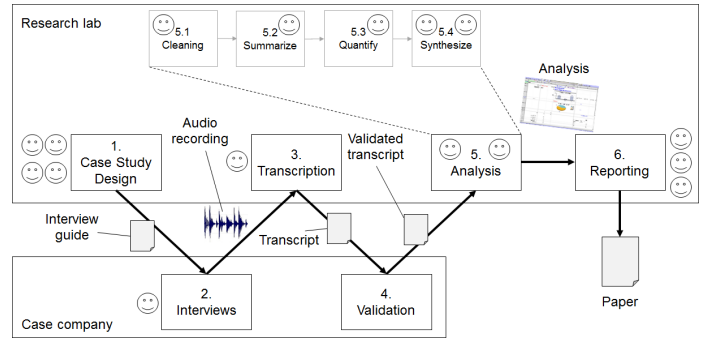 Research lab
5.1
Cleaning
5.2
Summarize
5.3
Quantify
5.4
Synthesize
Analysis
Audio
recording
Validated
transcript
1.
Case Study
Design
3.
Transcription
5.
Analysis
6.
Reporting
Interview
guide
Transcript
2.
Interviews
4.
Validation
Paper
Case company